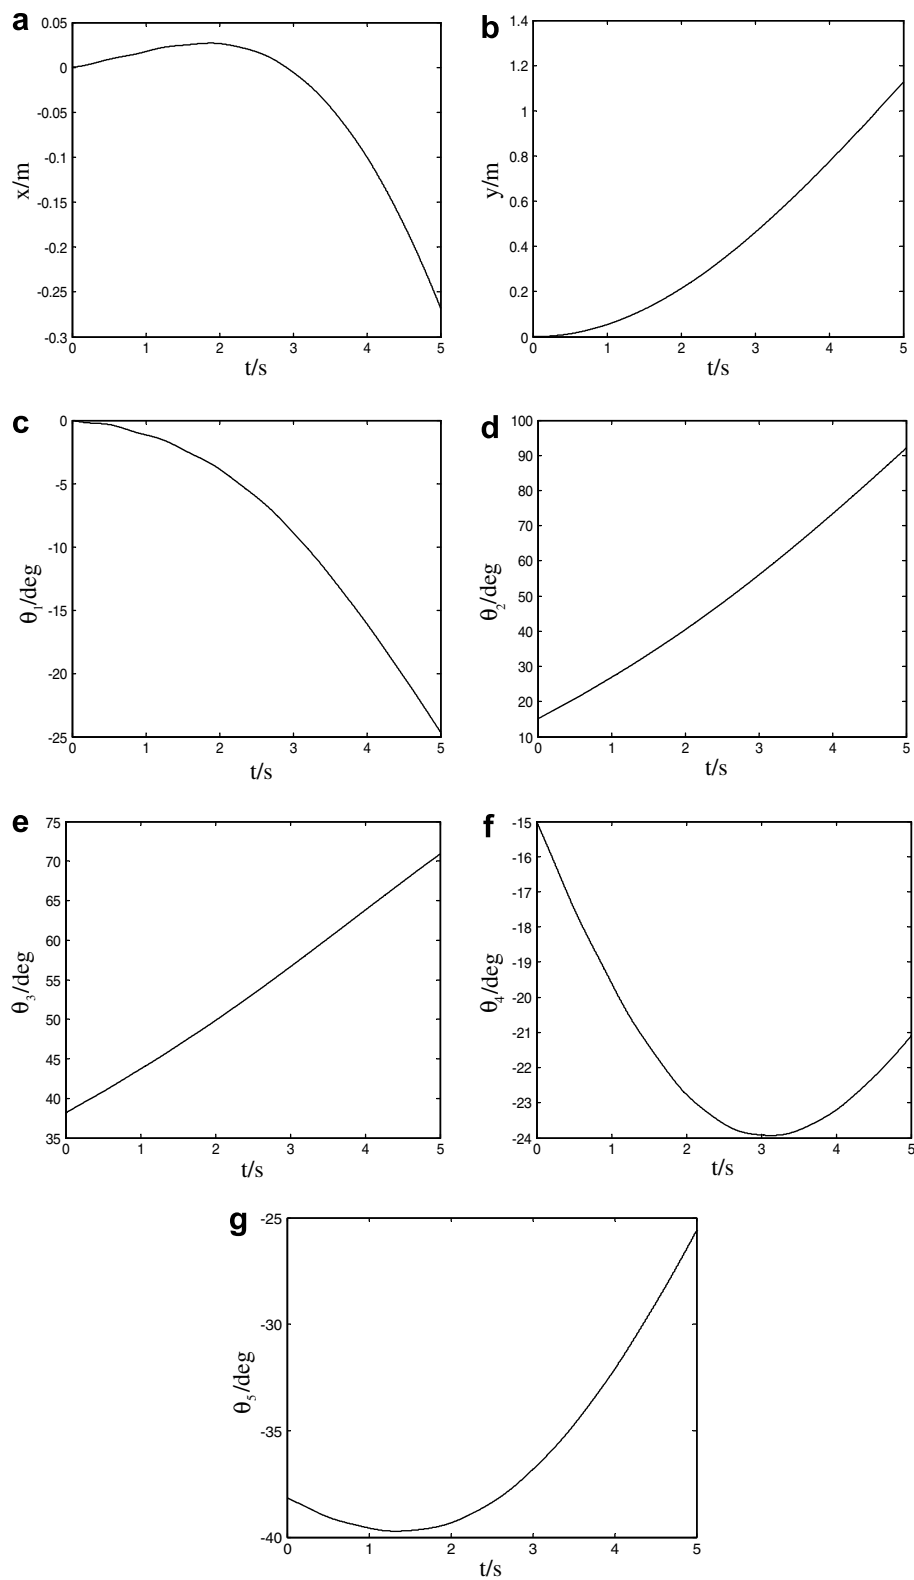 a
0.05
0
-0.05
-0.1
-0.15
-0.2
-0.25
-0.3
x/m
0 1 2 3 4 5
t/s
b
1.4
1.2
1
0.8
0.6
0.4
0.2
0
y/m
0 1 2 3 4 5
t/s
c
0
-5
-10
-15
-20
-25
θ₁/deg
0 1 2 3 4 5
t/s
d
100
90
80
70
60
50
40
30
20
10
θ₂/deg
0 1 2 3 4 5
t/s
e
75
70
65
60
55
50
45
40
35
θ₃/deg
0 1 2 3 4 5
t/s
f
-15
-16
-17
-18
-19
-20
-21
-22
-23
-24
θ₄/deg
0 1 2 3 4 5
t/s
g
-25
-30
-35
-40
θ₅/deg
0 1 2 3 4 5
t/s